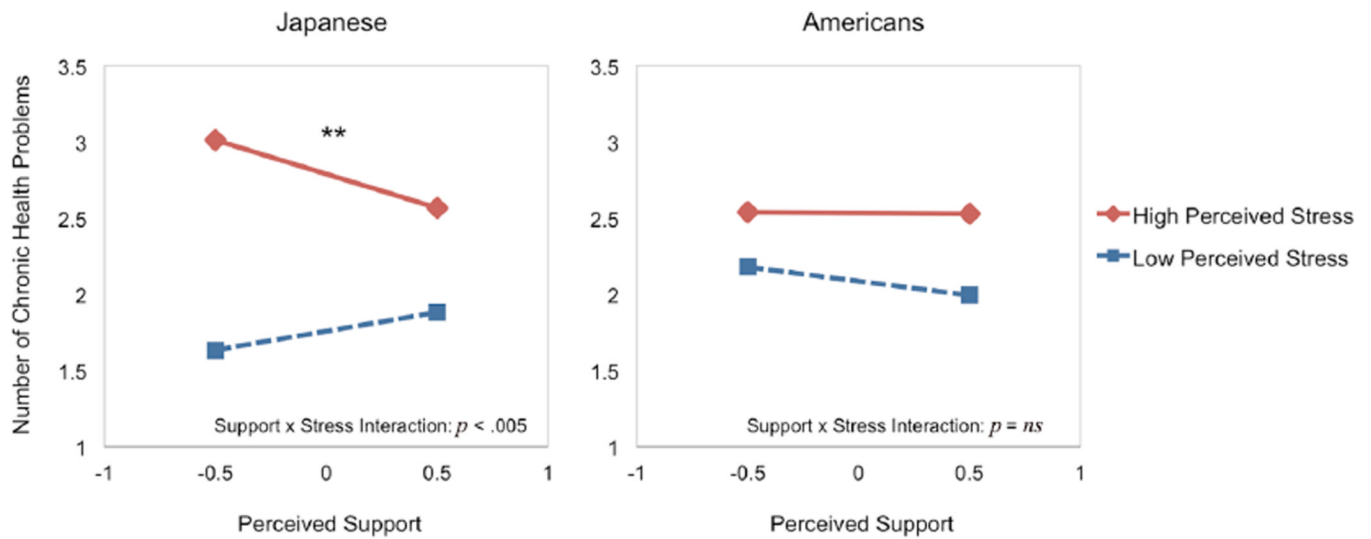 Japanese
Americans
Number of Chronic Health Problems
3.5
3
2.5
2
1.5
1
**
Support x Stress Interaction: p < .005
-1 -0.5 0 0.5 1
Perceived Support
3.5
3
2.5
2
1.5
1
Support x Stress Interaction: p = ns
-1 -0.5 0 0.5 1
Perceived Support
High Perceived Stress
Low Perceived Stress